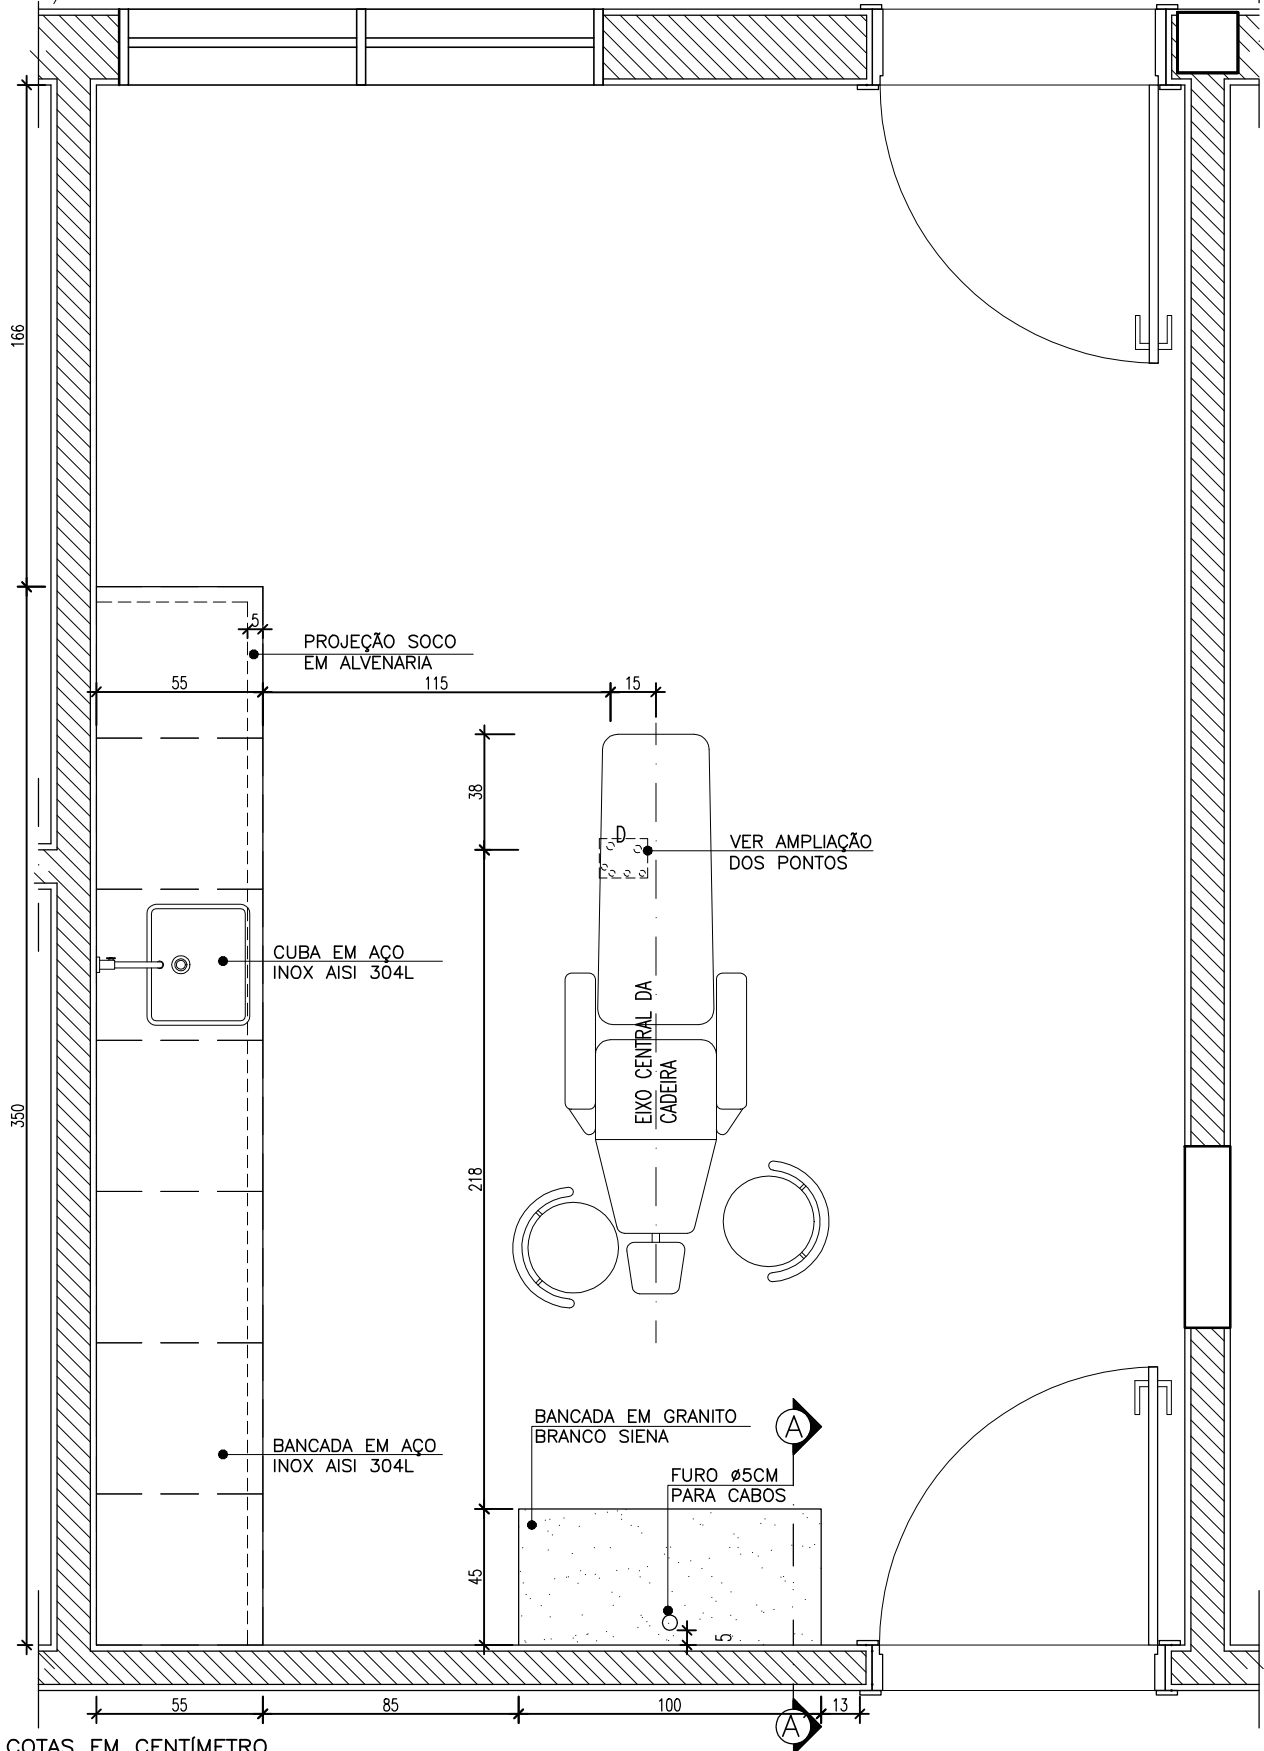 166
5
PROJEÇÃO SOCO
EM ALVENARIA
55
115
15
38
D
VER AMPLIAÇÃO
DOS PONTOS
CUBA EM AÇO
INOX AISI 304L
EIXO CENTRAL DA
CADEIRA
350
218
BANCADA EM GRANITO
BRANCO SIENA
A
BANCADA EM AÇO
INOX AISI 304L
FURO ø5CM
PARA CABOS
45
5
55
85
100
13
A
COTAS EM CENTÍMETRO